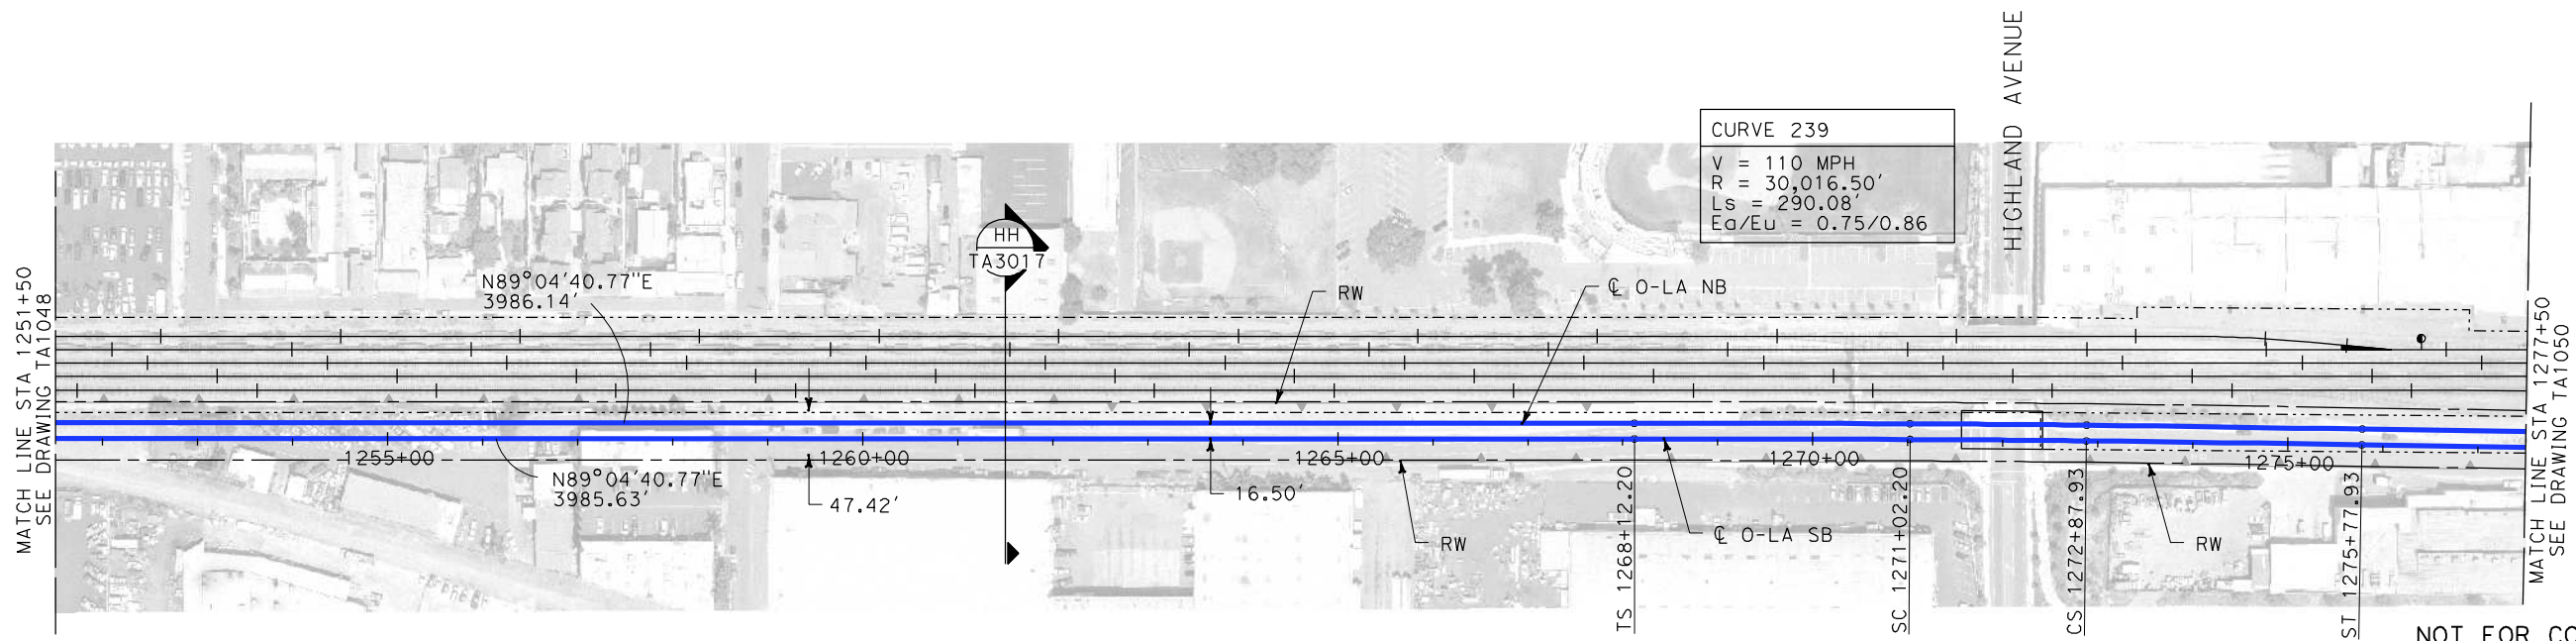 MATCH LINE STA 1251+50
SEE DRAWING TA1048
N89°04'40.77"E
3986.14'
HH
TA3017
RW
℄ O-LA NB
CURVE 239
V = 110 MPH
R = 30,016.50'
Ls = 290.08'
Ea/Eu = 0.75/0.86
HIGHLAND AVENUE
1255+00
1260+00
1265+00
1270+00
1275+00
N89°04'40.77"E
3985.63'
47.42'
16.50'
RW
TS 1268+12.20
℄ O-LA SB
SC 1271+02.20
CS 1272+87.93
RW
ST 1275+77.93
MATCH LINE STA 1277+50
SEE DRAWING TA1050
NOT FOR CO